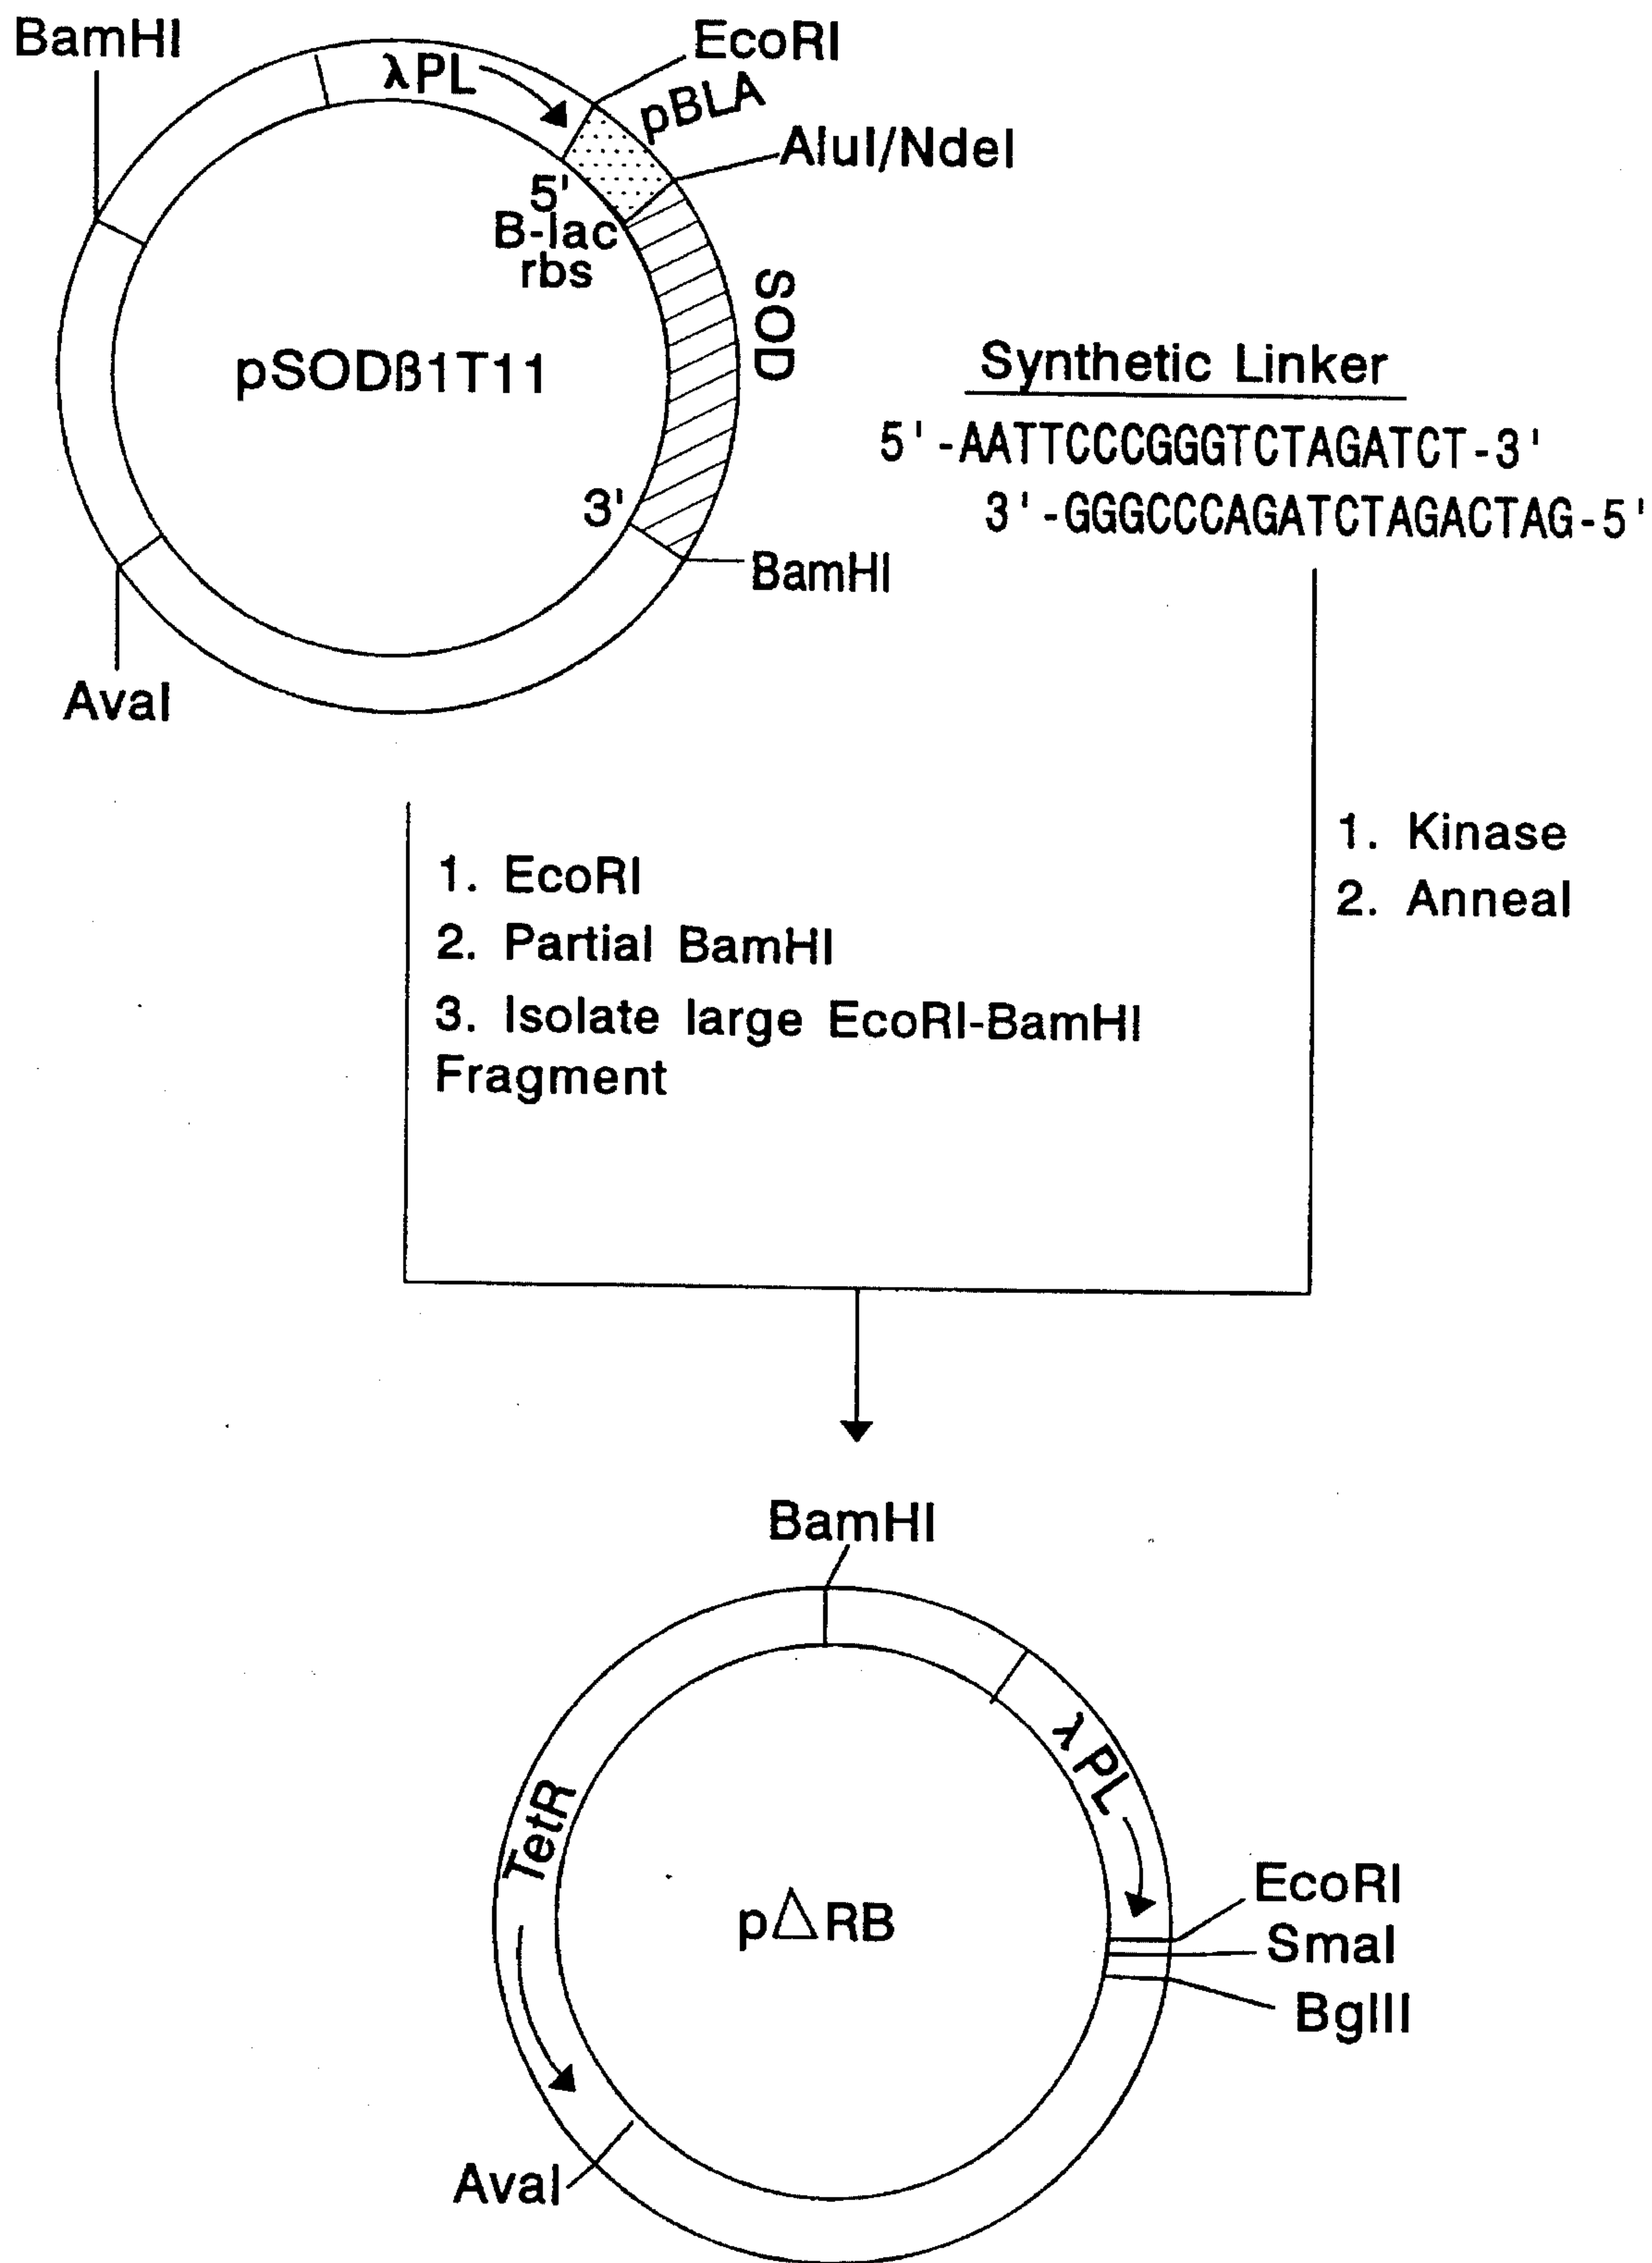 BamHI
λPL
EcoRI
pBLA
AluI/NdeI
5'
B-lac
rbs
SOD
pSODβ1T11
3'
BamHI
AvaI
Synthetic Linker
5'-AATTCCCGGGTCTAGATCT-3'
3'-GGGCCCAGATCTAGACTAG-5'
1. EcoRI
2. Partial BamHI
3. Isolate large EcoRI-BamHI
Fragment
1. Kinase
2. Anneal
BamHI
λ PL
TetR
EcoRI
SmaI
BglII
p△RB
AvaI